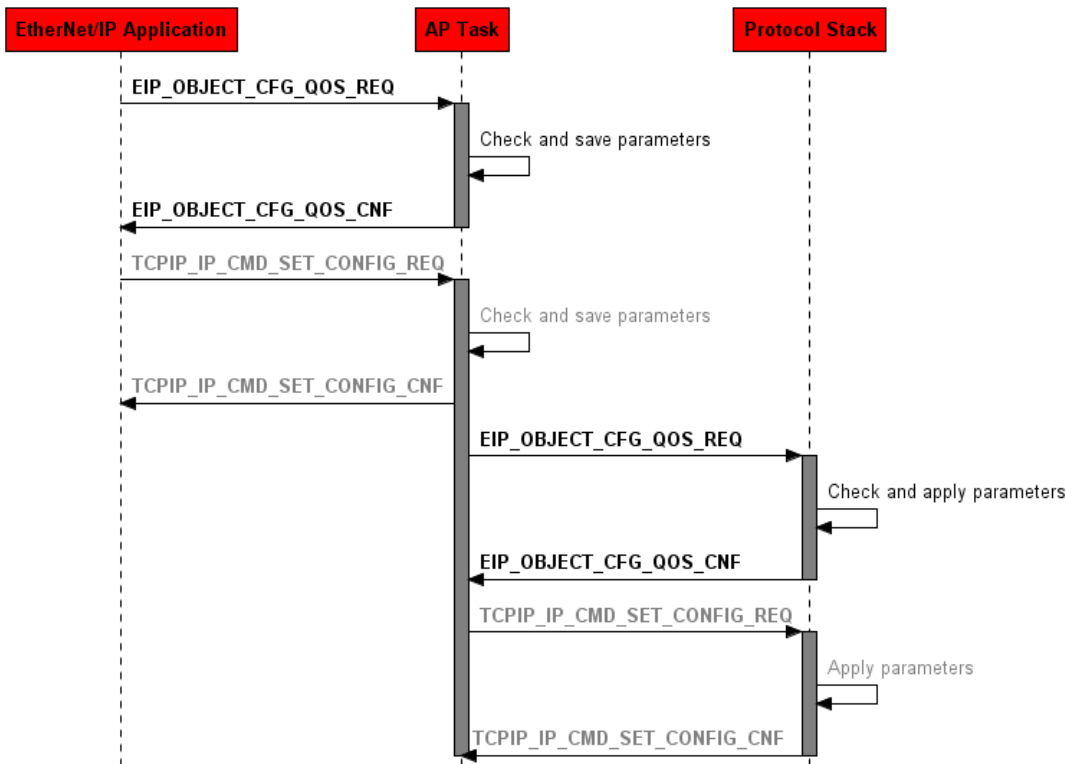 EtherNet/IP Application
AP Task
Protocol Stack
EIP_OBJECT_CFG_QOS_REQ
Check and save parameters
EIP_OBJECT_CFG_QOS_CNF
TCPIP_IP_CMD_SET_CONFIG_REQ
Check and save parameters
TCPIP_IP_CMD_SET_CONFIG_CNF
EIP_OBJECT_CFG_QOS_REQ
Check and apply parameters
EIP_OBJECT_CFG_QOS_CNF
TCPIP_IP_CMD_SET_CONFIG_REQ
Apply parameters
TCPIP_IP_CMD_SET_CONFIG_CNF